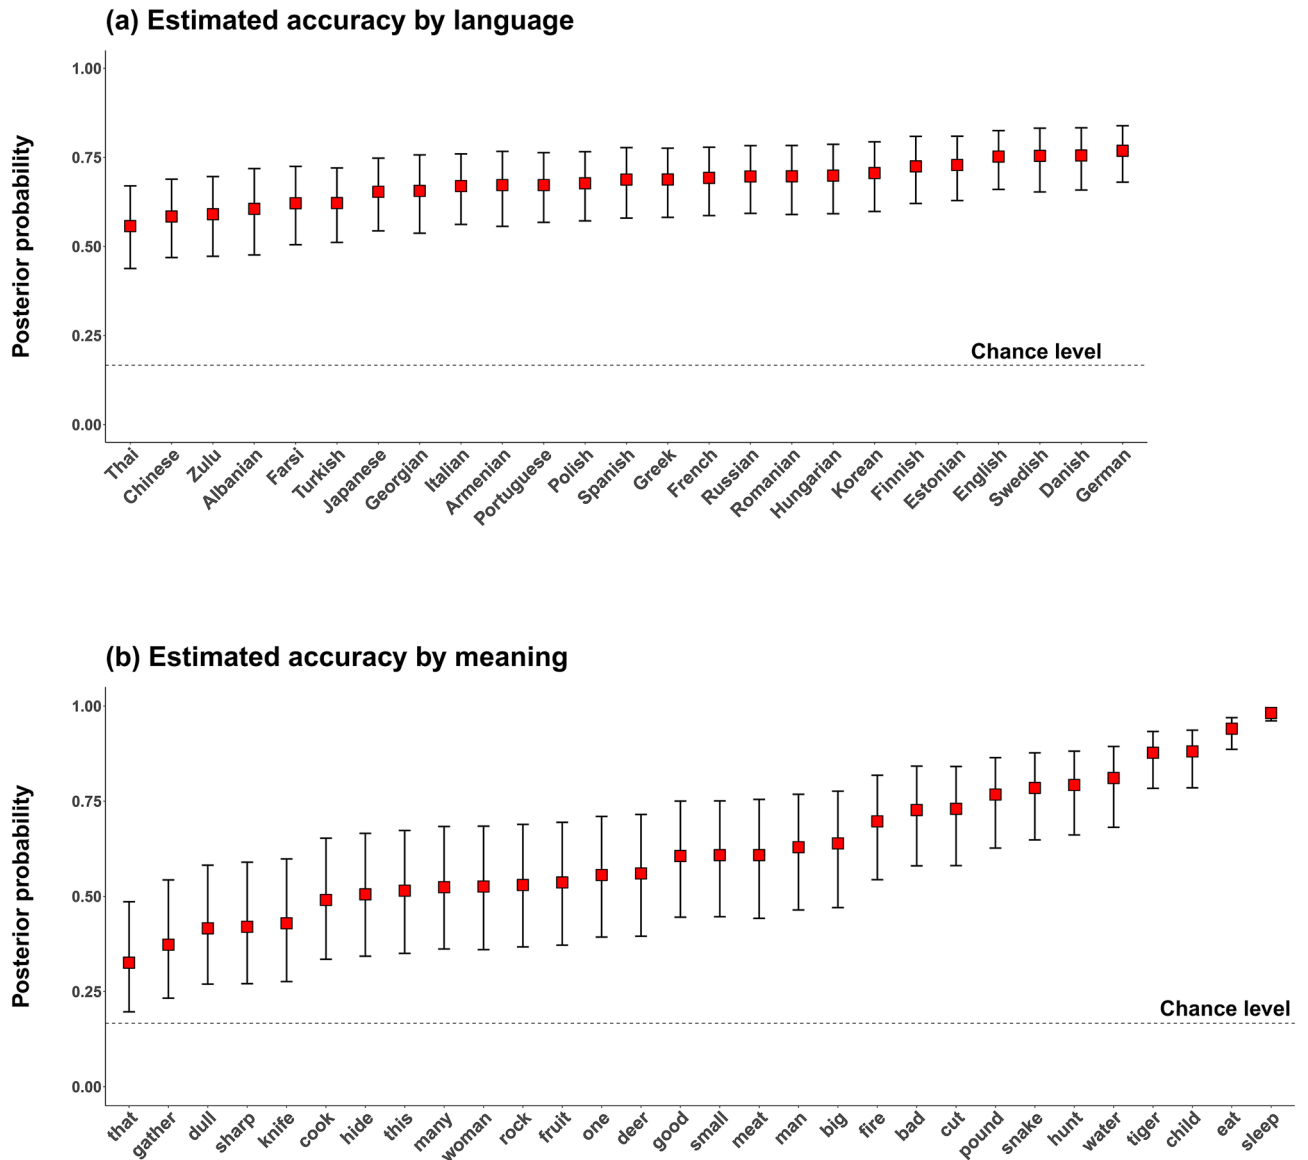 (a) Estimated accuracy by language
Posterior probability
1.00
0.75
0.50
0.25
0.00
Chance level
Thai
Chinese
Zulu
Albanian
Farsi
Turkish
Japanese
Georgian
Italian
Armenian
Portuguese
Polish
Spanish
Greek
French
Russian
Romanian
Hungarian
Korean
Finnish
Estonian
English
Swedish
Danish
German
(b) Estimated accuracy by meaning
Posterior probability
1.00
0.75
0.50
0.25
0.00
Chance level
that
gather
dull
sharp
knife
cook
hide
this
many
woman
rock
fruit
one
deer
good
small
meat
man
big
fire
bad
cut
pound
snake
hunt
water
tiger
child
eat
sleep